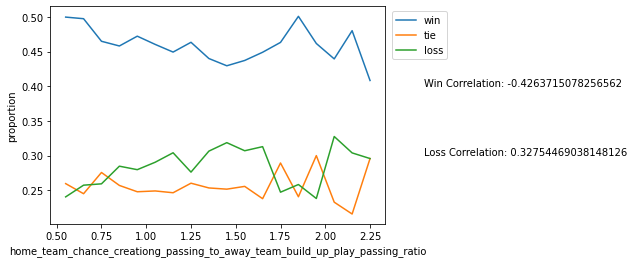 0.50
0.45
0.40
0.35
0.30
0.25
proportion
0.50
0.75
1.00
1.25
1.50
1.75
2.00
2.25
home_team_chance_creationg_passing_to_away_team_build_up_play_passing_ratio
win
tie
loss
Win Correlation: -0.4263715078256562
Loss Correlation: 0.32754469038148126